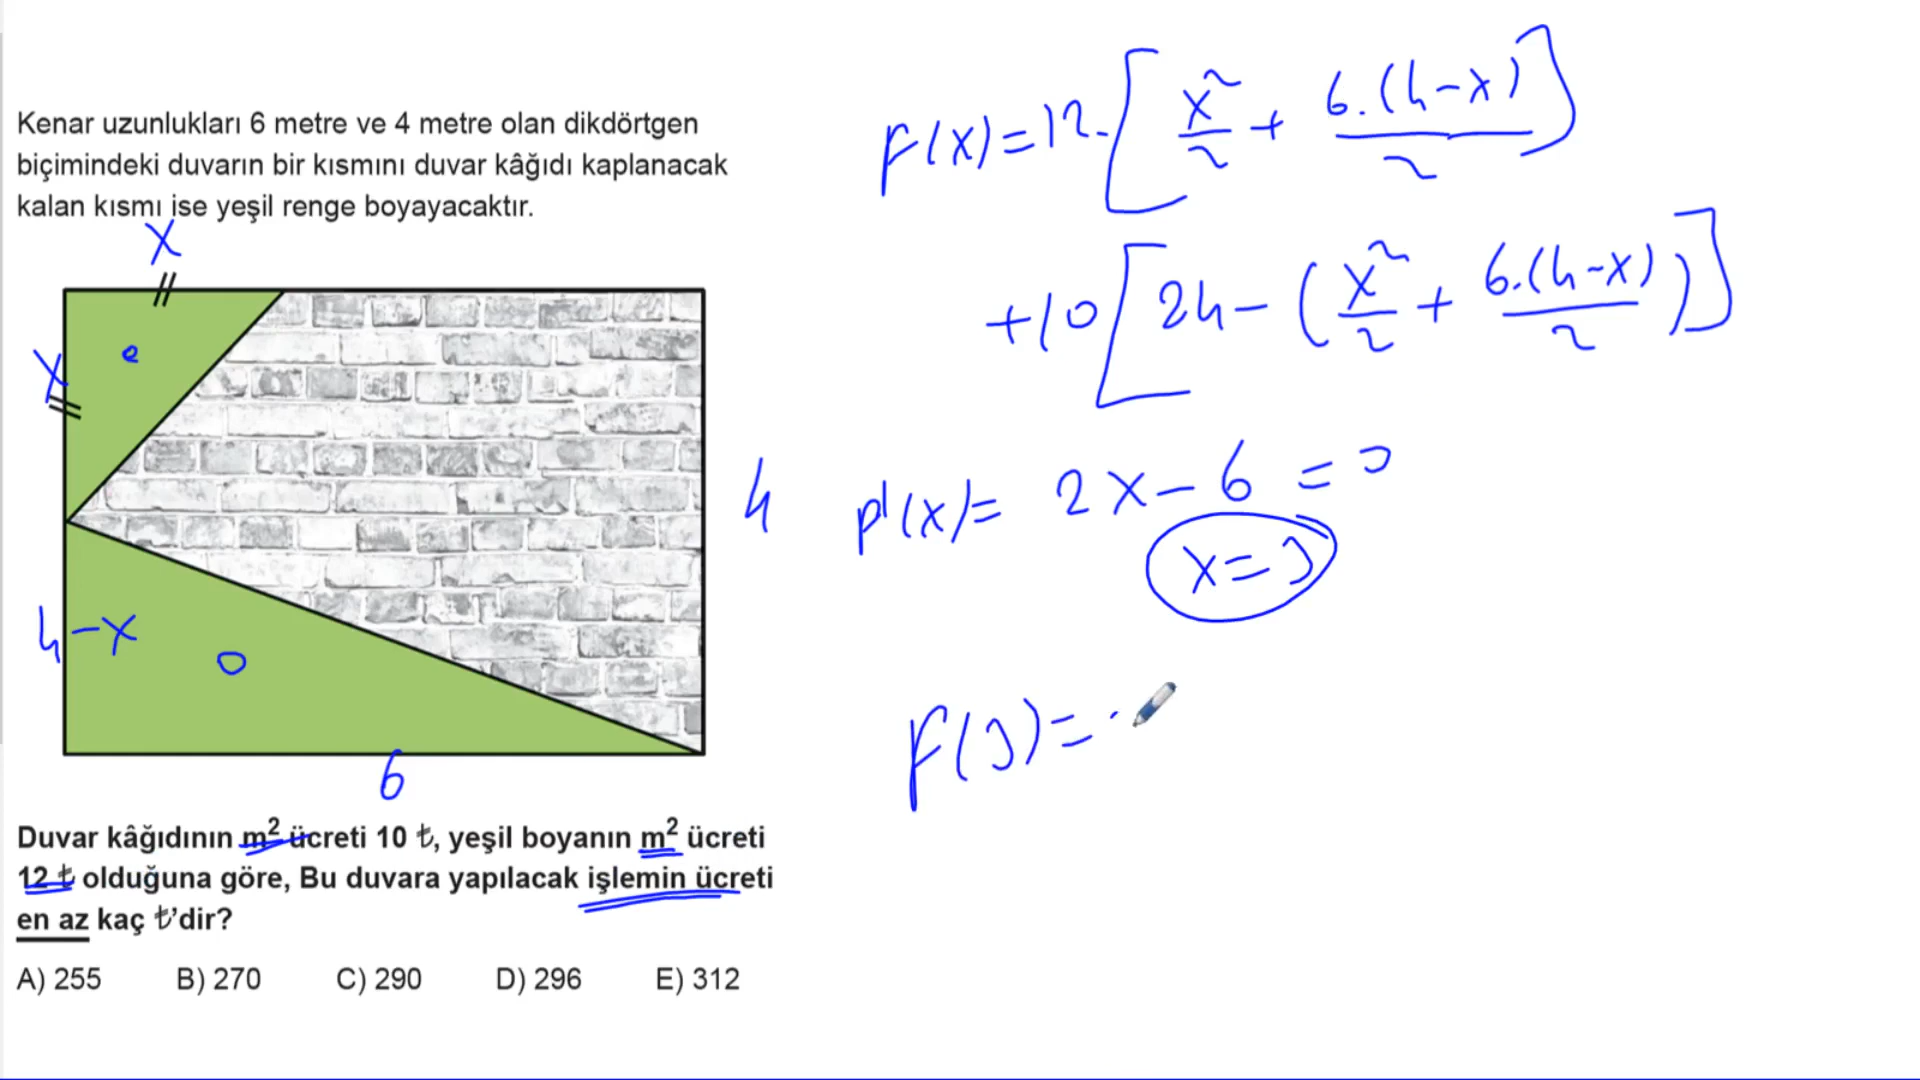 Kenar uzunlukları 6 metre ve 4 metre olan dikdörtgen
biçimindeki duvarın bir kısmını duvar kâğıdı kaplanacak
kalan kısmı ise yeşil renge boyayacaktır.
x
x
4
4-x
6
Duvar kâğıdının m² ücreti 10 ₺, yeşil boyanın m² ücreti
12 ₺ olduğuna göre, Bu duvara yapılacak işlemin ücreti
en az kaç ₺’dir?
A) 255 B) 270 C) 290 D) 296 E) 312
F(x)=12.[x²/2 + 6.(4-x)/2]
+10[24-(x²/2 + 6.(4-x)/2)]
F'(x)= 2x-6=0
x=3
F(3)=